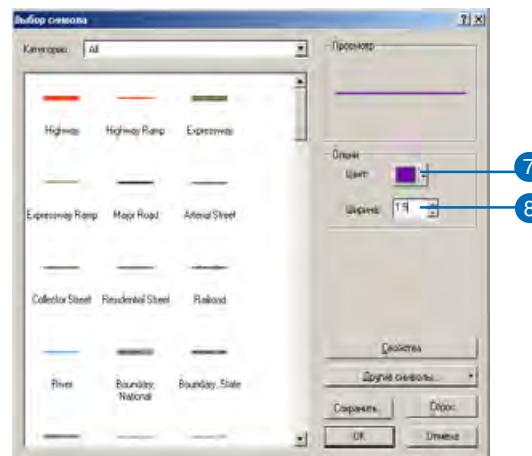 Выбор символа
Категория: All
Highway Highway Ramp Expressway
Expressway Ramp Major Road Arterial Street
Collector Street Residential Street Railroad
River Boundary, National Boundary, State
Просмотр
Опции
Цвет: 7
Ширина: 1.5 8
Свойства
Другие символы...
Сохранить... Сброс
OK Отмена